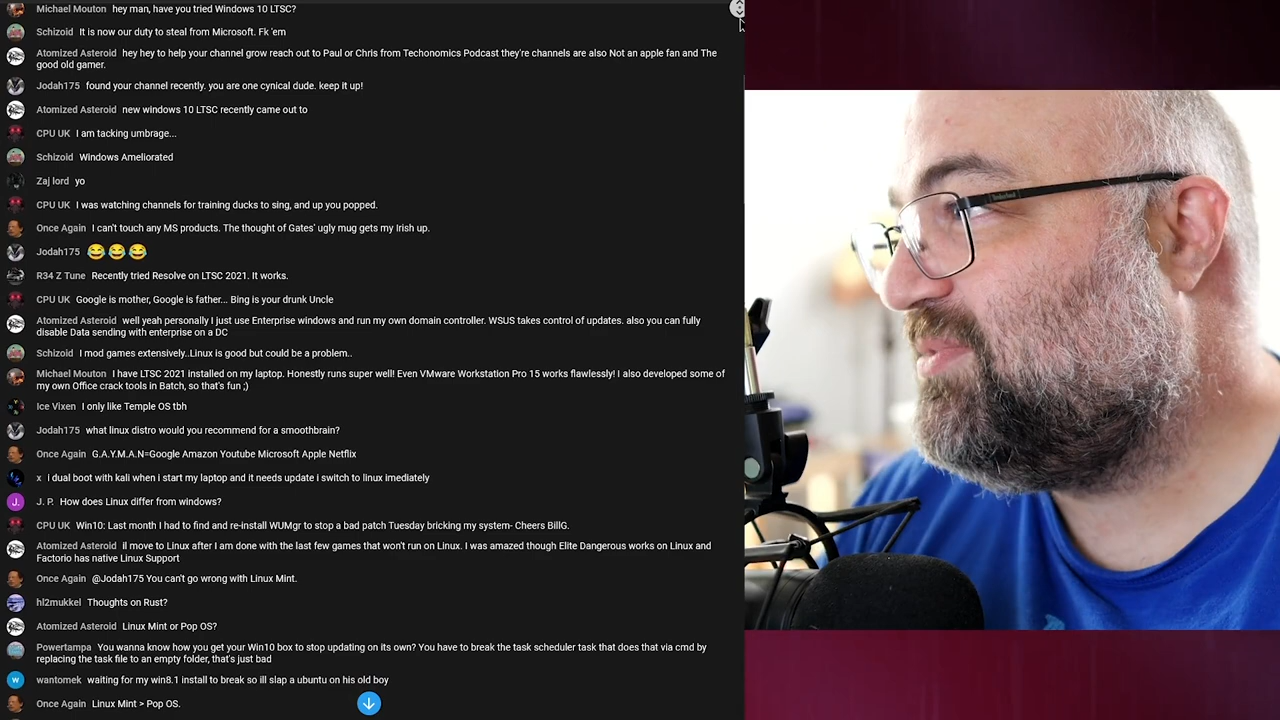 Michael Mouton hey man, have you tried Windows 10 LTSC?
Schizoid It is now our duty to steal from Microsoft. Fk 'em
Atomized Asteroid hey hey to help your channel grow reach out to Paul or Chris from Techonomics Podcast they're channels are also Not an apple fan and The
good old gamer.
Jodah175 found your channel recently. you are one cynical dude. keep it up!
Atomized Asteroid new windows 10 LTSC recently came out to
CPU UK I am tacking umbrage...
Schizoid Windows Ameliorated
Zaj lord yo
CPU UK I was watching channels for training ducks to sing, and up you popped.
Once Again I can't touch any MS products. The thought of Gates' ugly mug gets my Irish up.
Jodah175 😂😂😂
R34 Z Tune Recently tried Resolve on LTSC 2021. It works.
CPU UK Google is mother, Google is father... Bing is your drunk Uncle
Atomized Asteroid well yeah personally I just use Enterprise windows and run my own domain controller. WSUS takes control of updates. also you can fully
disable Data sending with enterprise on a DC
Schizoid I mod games extensively..Linux is good but could be a problem..
Michael Mouton I have LTSC 2021 installed on my laptop. Honestly runs super well! Even VMware Workstation Pro 15 works flawlessly! I also developed some of
my own Office crack tools in Batch, so that's fun ;)
Ice Vixen I only like Temple OS tbh
Jodah175 what linux distro would you recommend for a smoothbrain?
Once Again G.A.Y.M.A.N=Google Amazon Youtube Microsoft Apple Netflix
x i dual boot with kali when i start my laptop and it needs update i switch to linux imediately
J. P. How does Linux differ from windows?
CPU UK Win10: Last month I had to find and re-install WUMgr to stop a bad patch Tuesday bricking my system- Cheers BillG.
Atomized Asteroid il move to Linux after I am done with the last few games that won't run on Linux. I was amazed though Elite Dangerous works on Linux and
Factorio has native Linux Support
Once Again @Jodah175 You can't go wrong with Linux Mint.
hl2mukkel Thoughts on Rust?
Atomized Asteroid Linux Mint or Pop OS?
Powertampa You wanna know how you get your Win10 box to stop updating on its own? You have to break the task scheduler task that does that via cmd by
replacing the task file to an empty folder, that's just bad
wantomek waiting for my win8.1 install to break so ill slap a ubuntu on his old boy
Once Again Linux Mint > Pop OS.